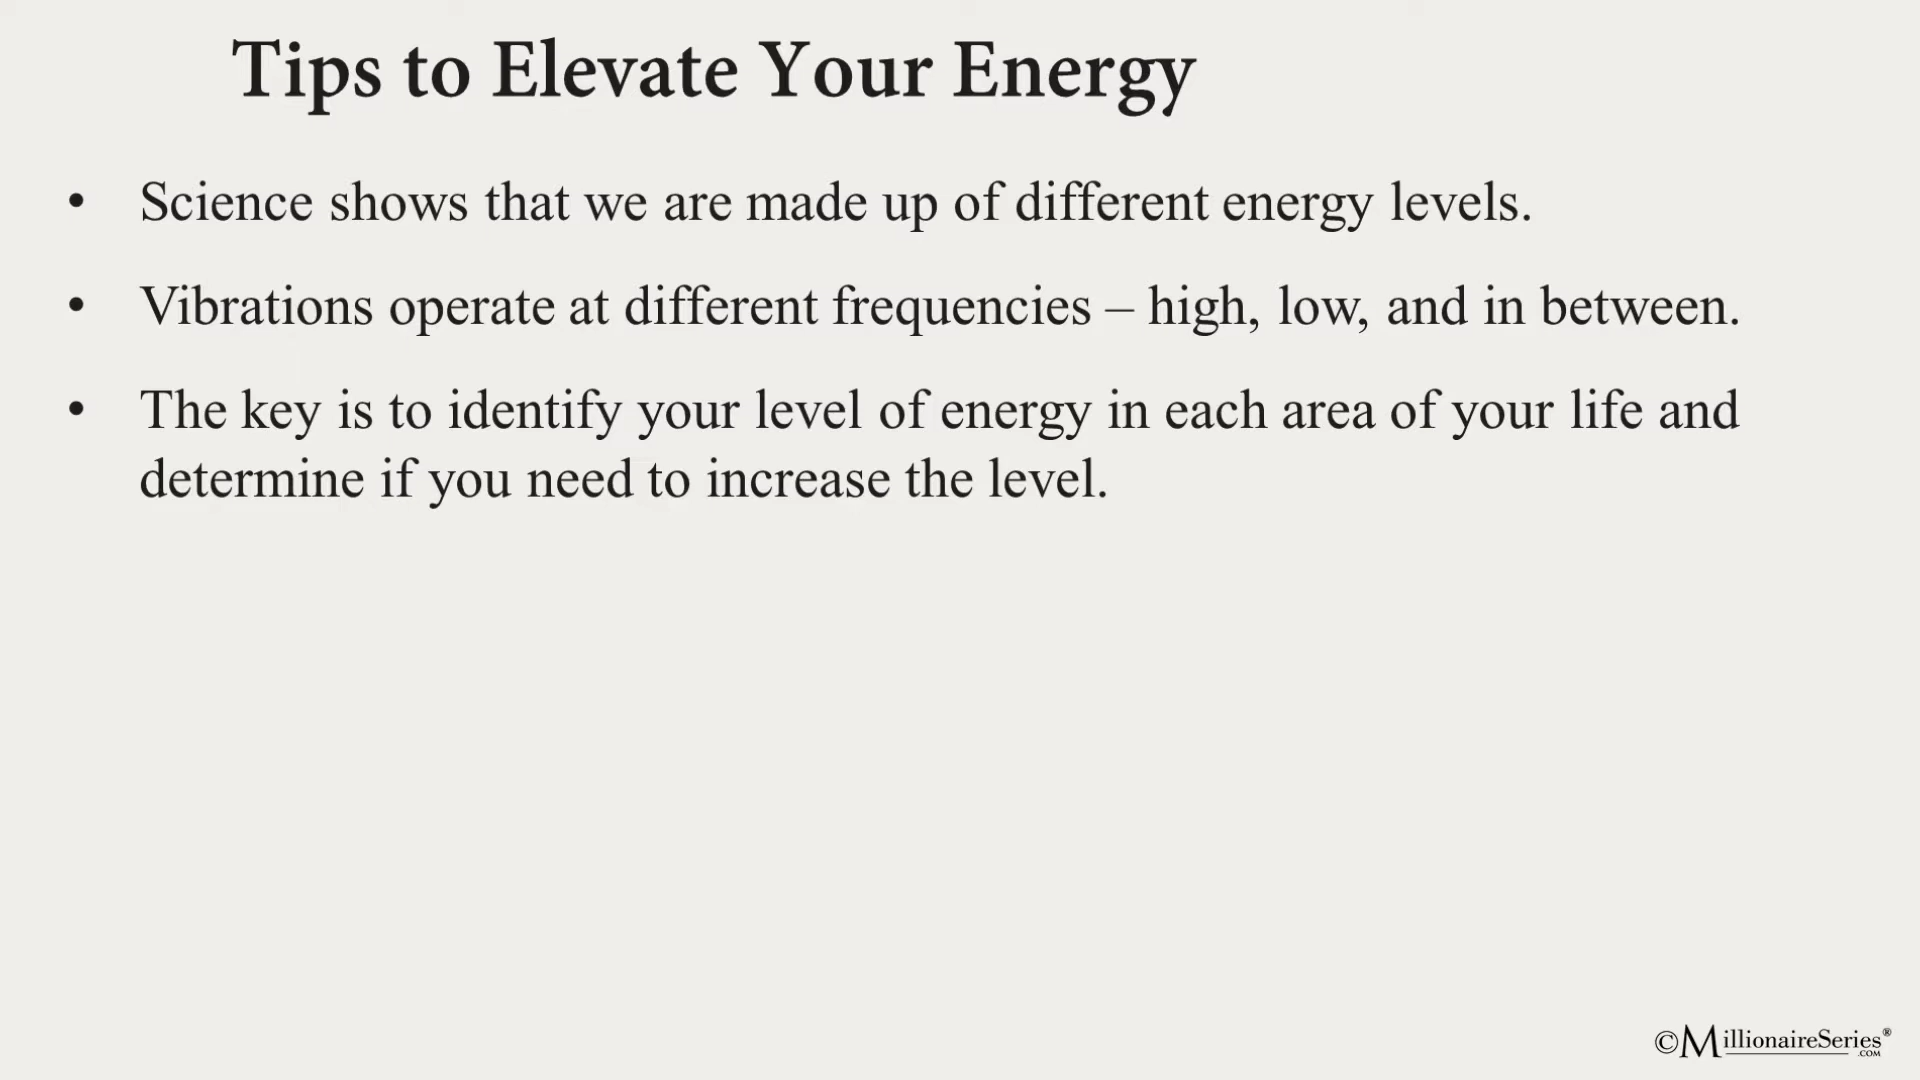 Tips to Elevate Your Energy
• Science shows that we are made up of different energy levels.
• Vibrations operate at different frequencies – high, low, and in between.
• The key is to identify your level of energy in each area of your life and
determine if you need to increase the level.
©MillionaireSeries®
.COM